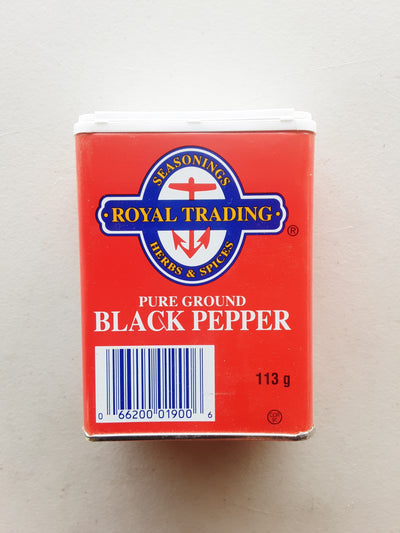 SEASONINGS
· ROYAL TRADING ·
HERBS & SPICES
®
PURE GROUND
BLACK PEPPER
113 g
0 66200 01900 6